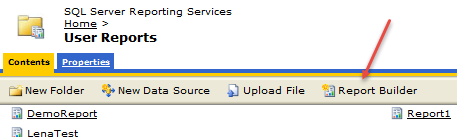 SQL Server Reporting Services
Home >
User Reports
Contents Properties
New Folder New Data Source Upload File Report Builder
DemoReport Report1
LenaTest